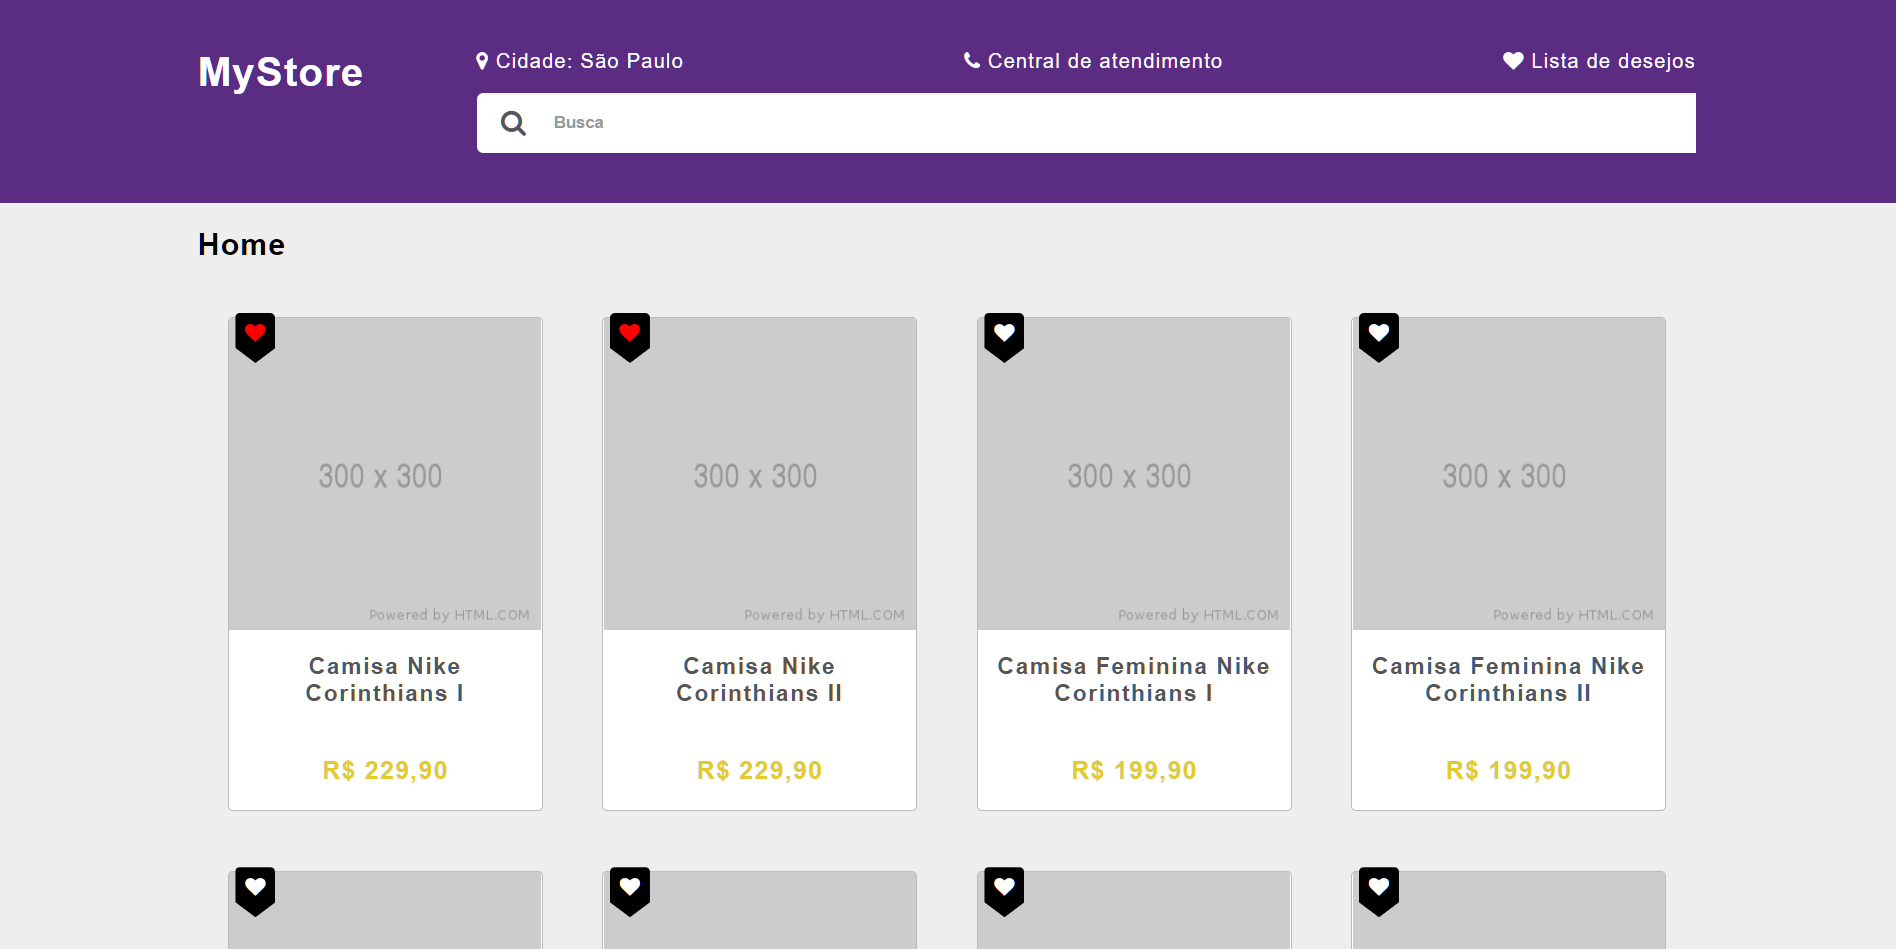 MyStore
Cidade: São Paulo
Central de atendimento
Lista de desejos
Busca
Home
300 x 300
Powered by HTML.COM
Camisa Nike
Corinthians I
R$ 229,90
300 x 300
Powered by HTML.COM
Camisa Nike
Corinthians II
R$ 229,90
300 x 300
Powered by HTML.COM
Camisa Feminina Nike
Corinthians I
R$ 199,90
300 x 300
Powered by HTML.COM
Camisa Feminina Nike
Corinthians II
R$ 199,90